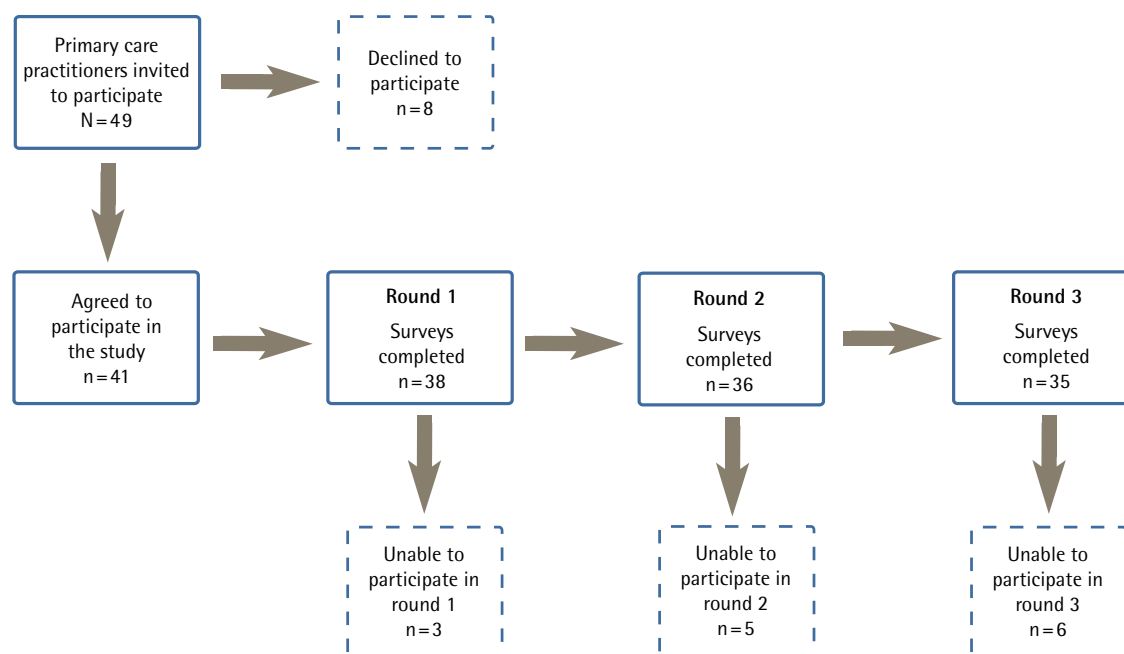 Primary care
practitioners invited
to participate
N=49
Declined to
participate
n=8
Agreed to
participate in
the study
n=41
Round 1
Surveys
completed
n=38
Round 2
Surveys
completed
n=36
Round 3
Surveys
completed
n=35
Unable to
participate in
round 1
n=3
Unable to
participate in
round 2
n=5
Unable to
participate in
round 3
n=6